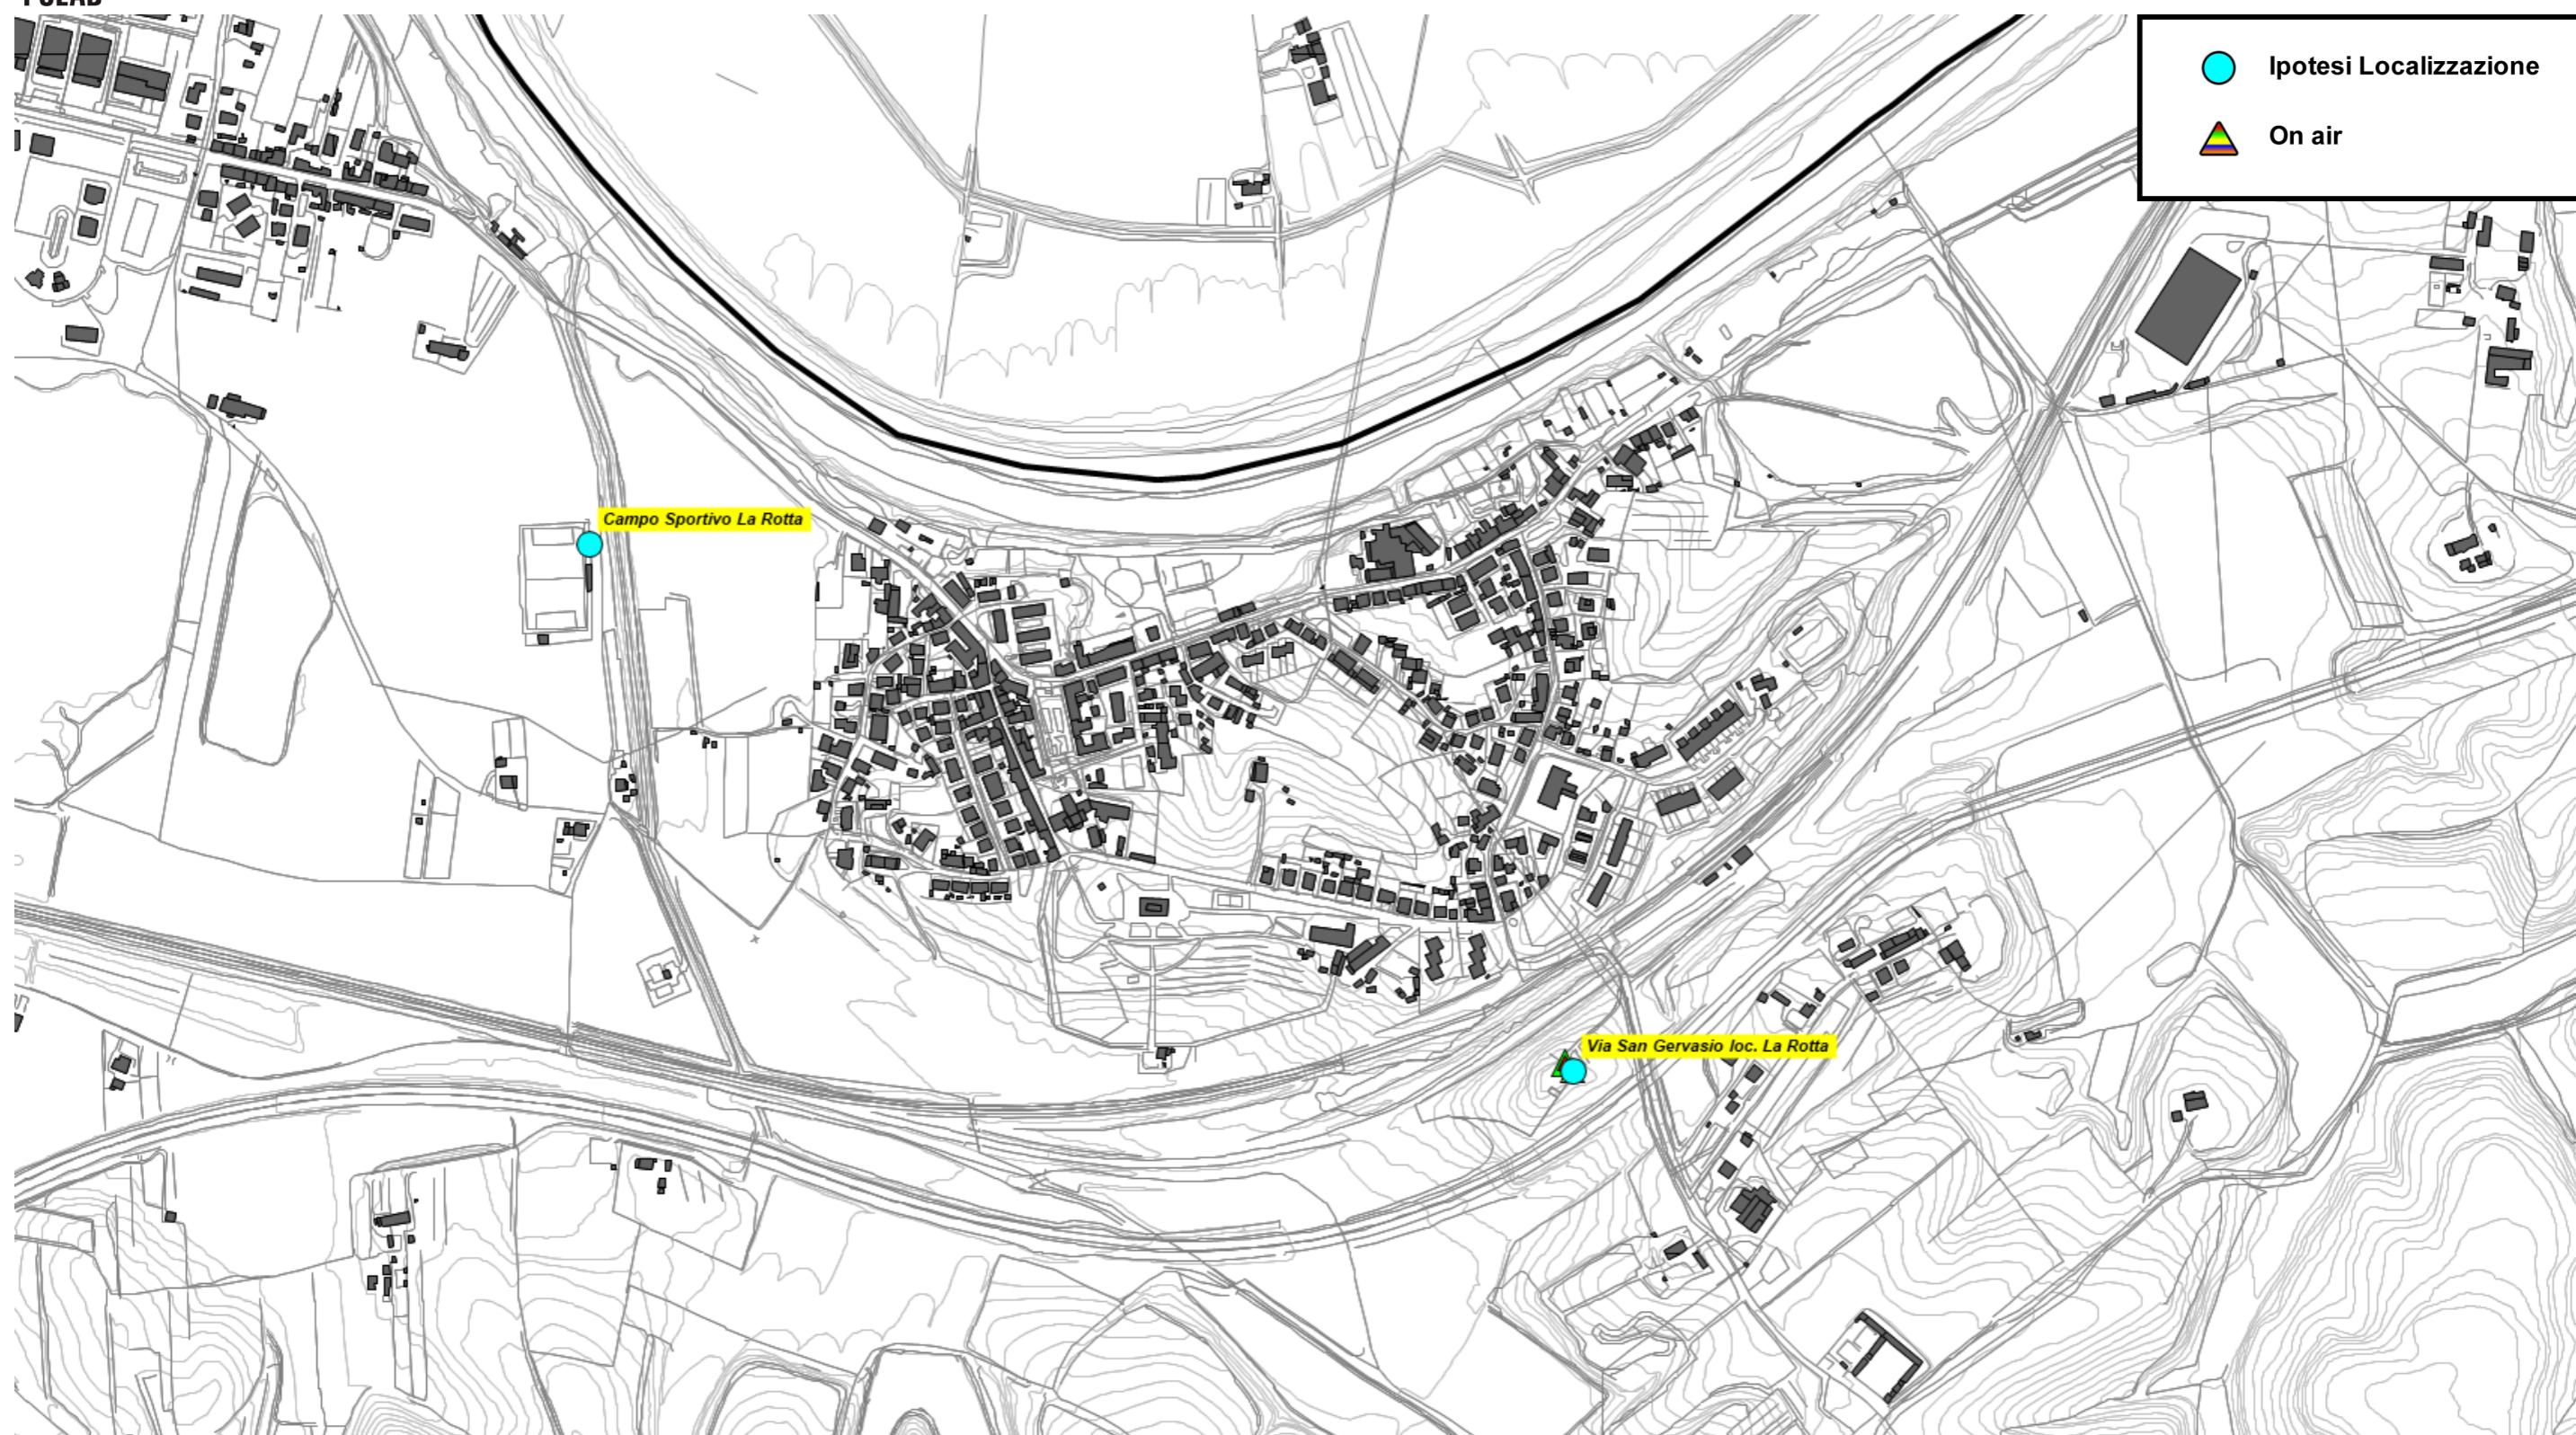 Ipotesi Localizzazione
On air
Campo Sportivo La Rotta
Via San Gervasio loc. La Rotta